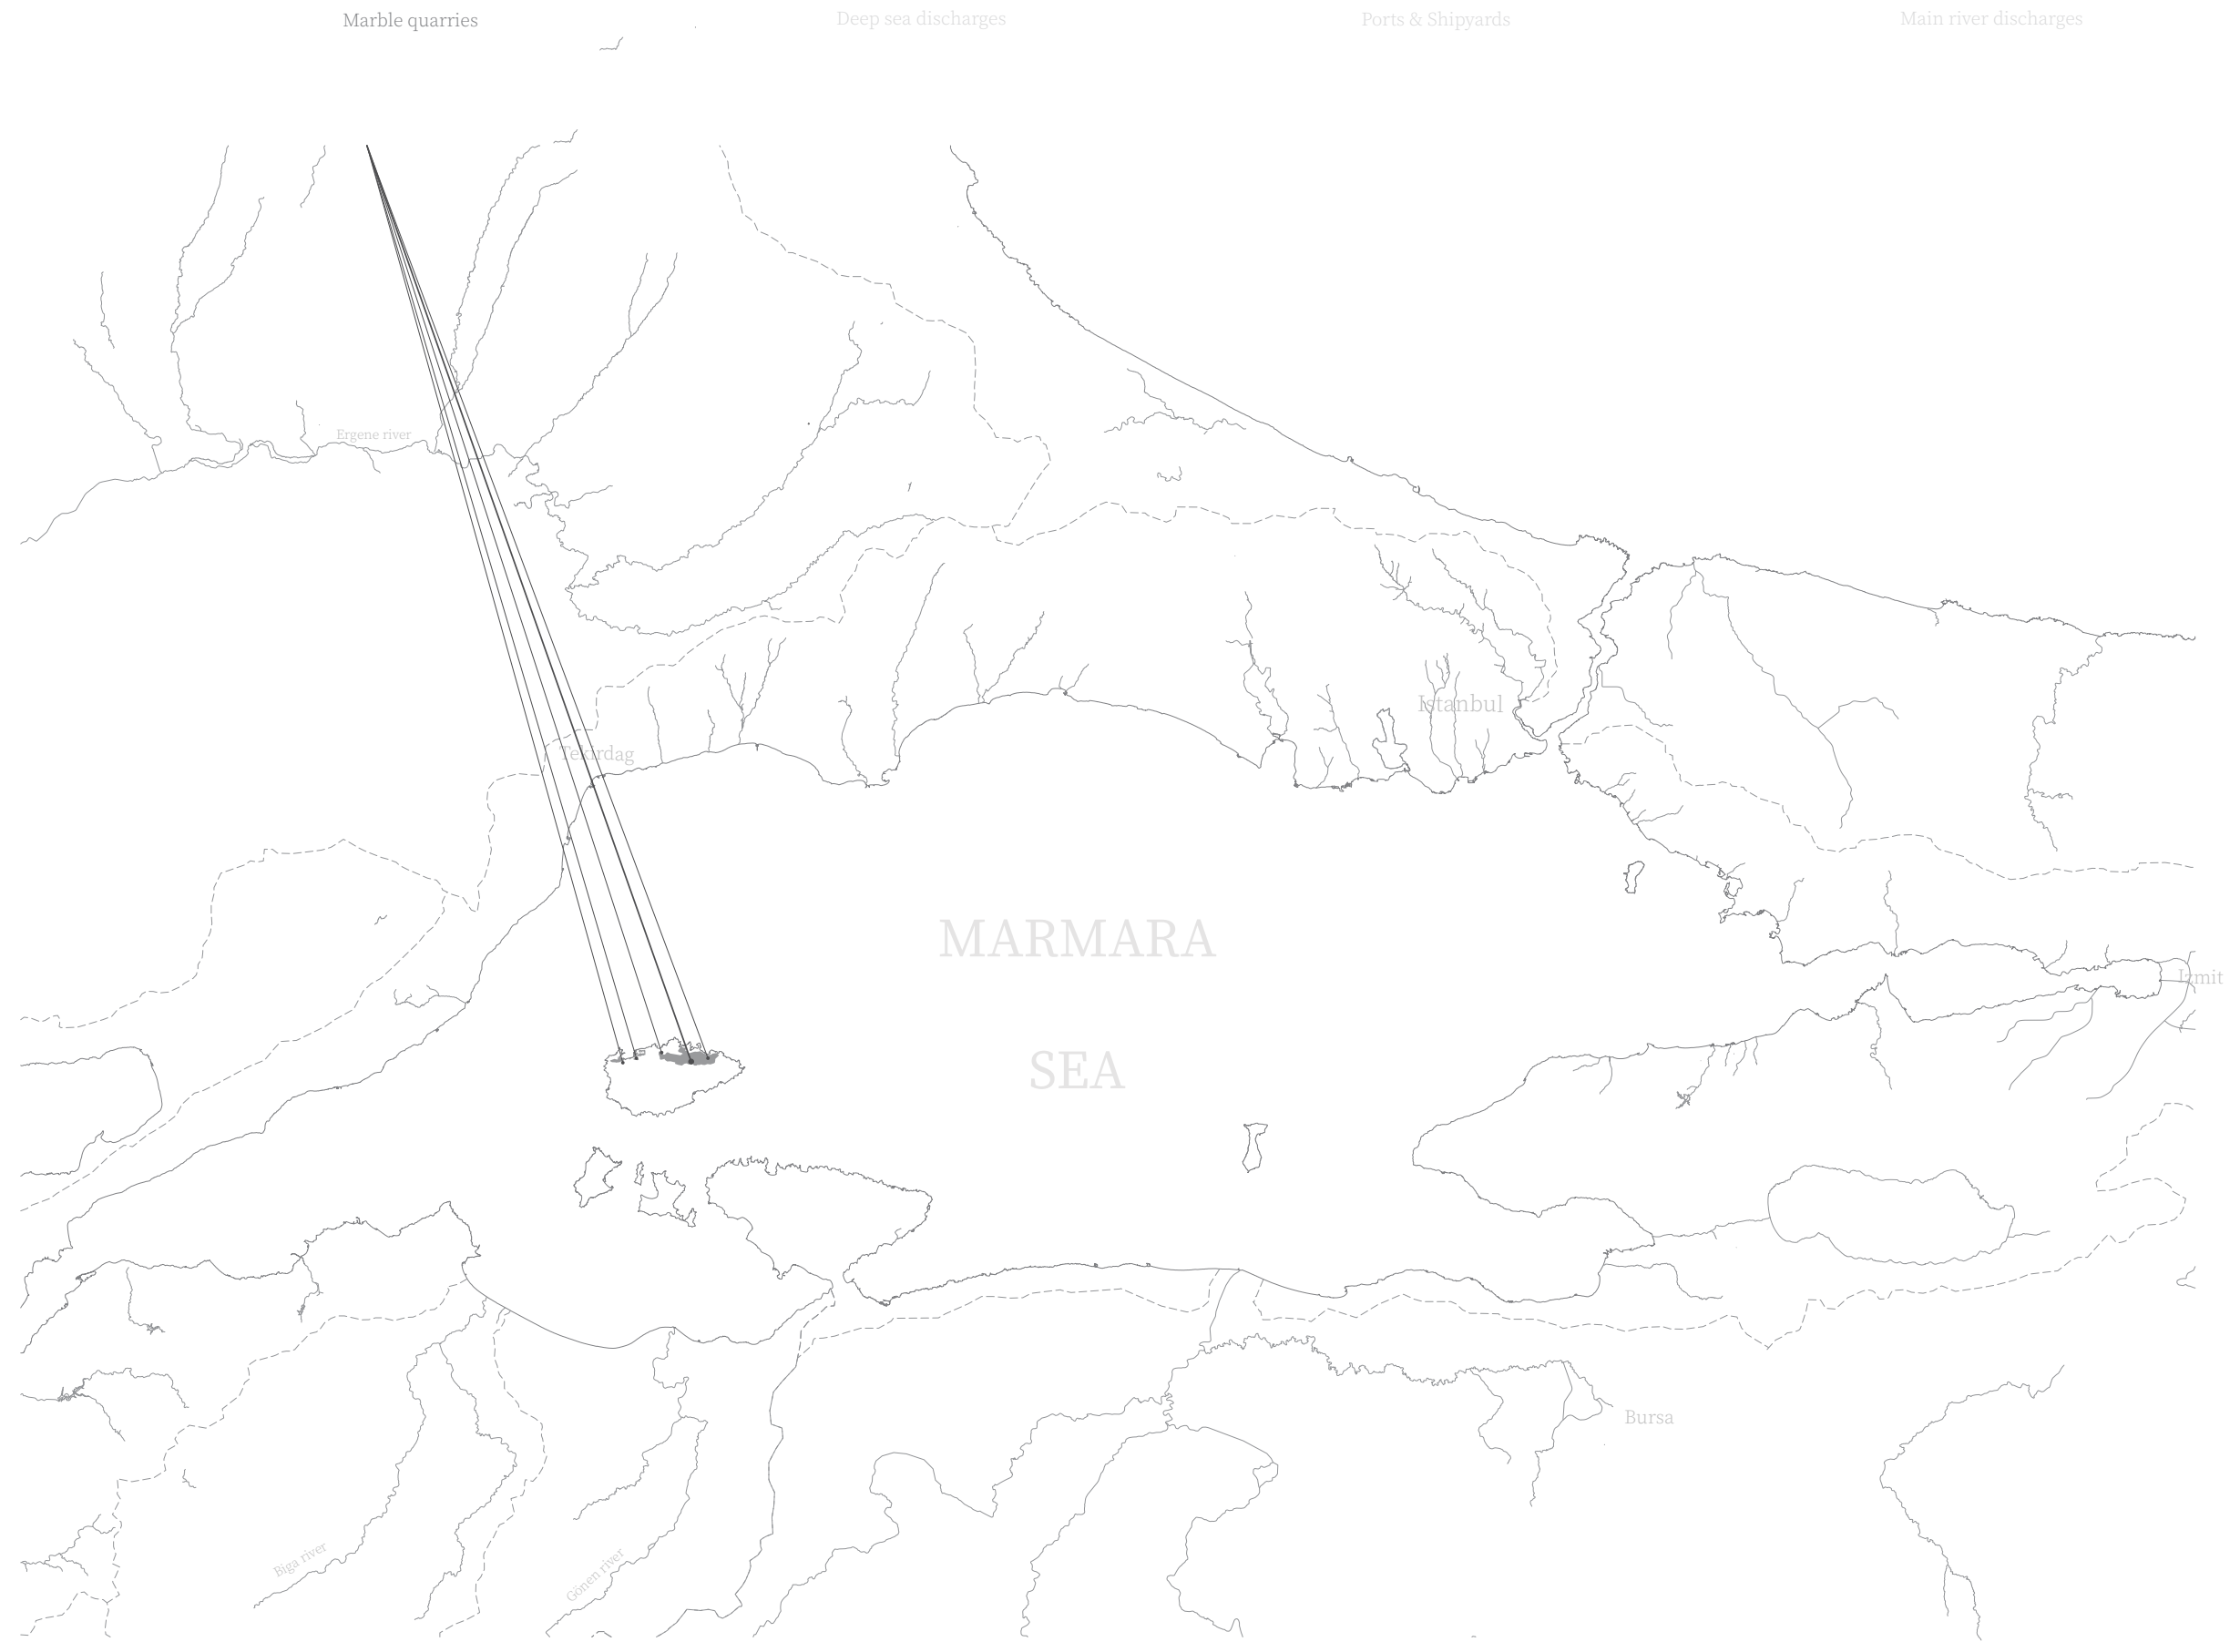 Marble quarries
Deep sea discharges
Ports & Shipyards
Main river discharges
Ergene river
Istanbul
Tekirdag
MARMARA
Izmit
SEA
Bursa
Biga river
Gönen river